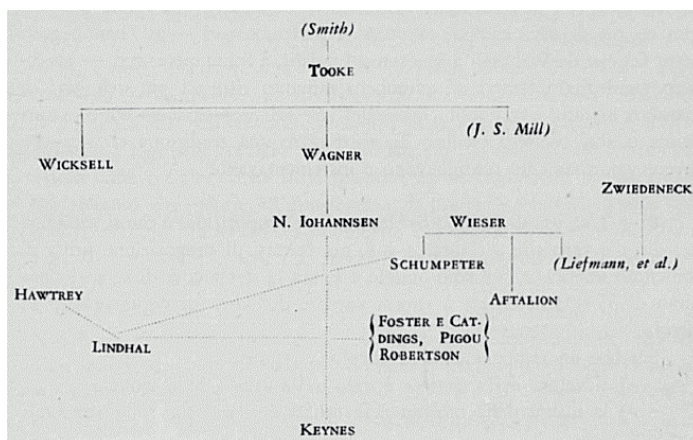 (Smith)
TOOKE
(J. S. Mill)
WICKSELL
WAGNER
ZWIEDENECK
N. IOHANNSEN
WIESER
SCHUMPETER
(Liefmann, et al.)
HAWTREY
AFTALION
FOSTER E CAT-
DINGS, PIGOU
ROBERTSON
LINDHAL
KEYNES